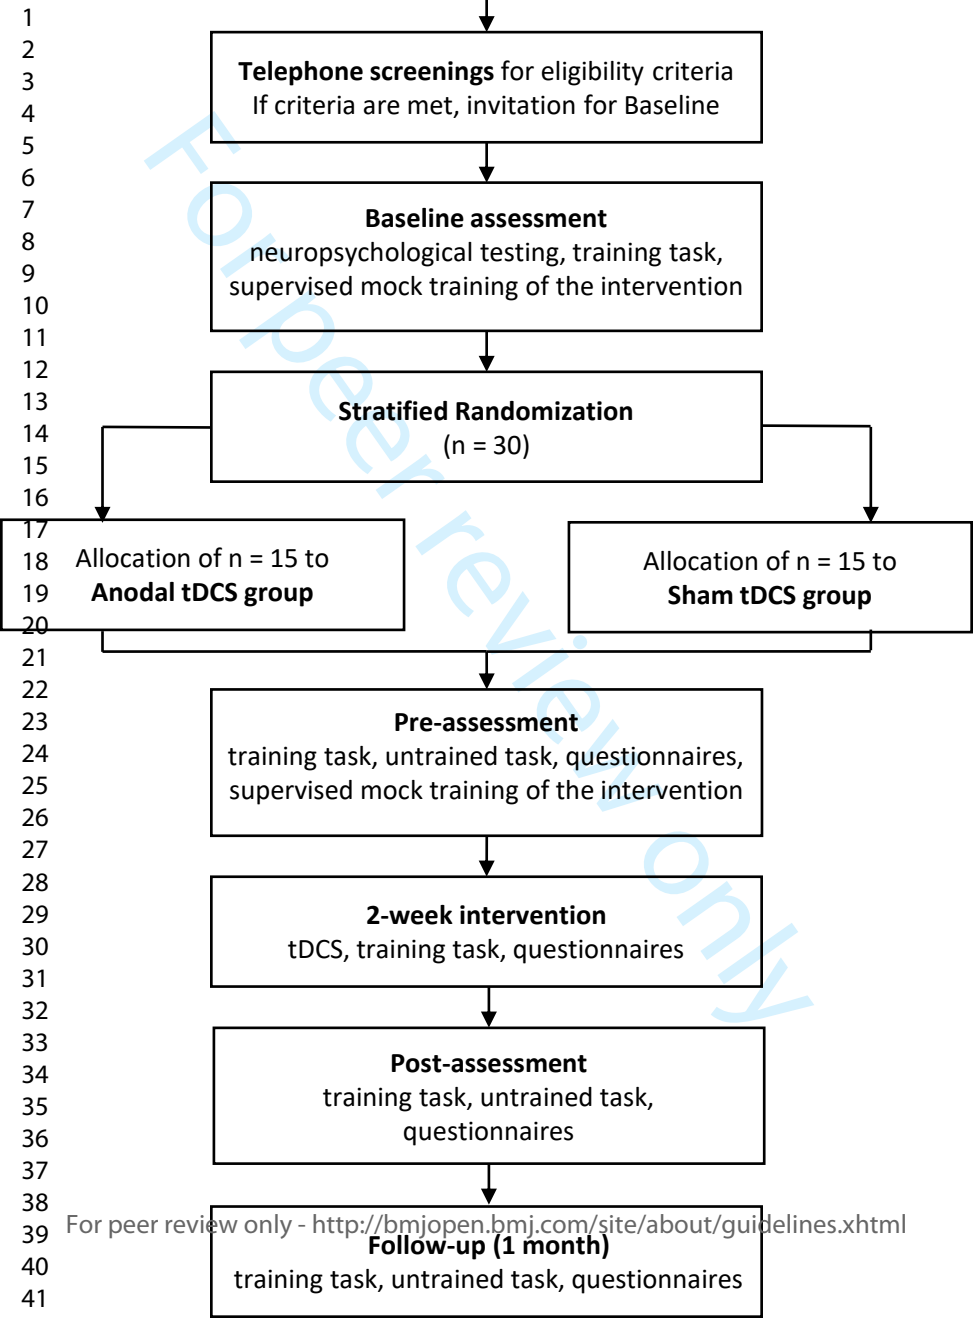 1
2
3
4
5
6
7
8
9
10
11
12
13
14
15
16
17
18
19
20
21
22
23
24
25
26
27
28
29
30
31
32
33
34
35
36
37
38
39
40
41
Telephone screenings for eligibility criteria
If criteria are met, invitation for Baseline
Baseline assessment
neuropsychological testing, training task,
supervised mock training of the intervention
Stratified Randomization
(n = 30)
Allocation of n = 15 to
Anodal tDCS group
Allocation of n = 15 to
Sham tDCS group
Pre-assessment
training task, untrained task, questionnaires,
supervised mock training of the intervention
2-week intervention
tDCS, training task, questionnaires
Post-assessment
training task, untrained task,
questionnaires
For peer review only - http://bmjopen.bmj.com/site/about/guidelines.xhtml
Follow-up (1 month)
training task, untrained task, questionnaires
For peer review only